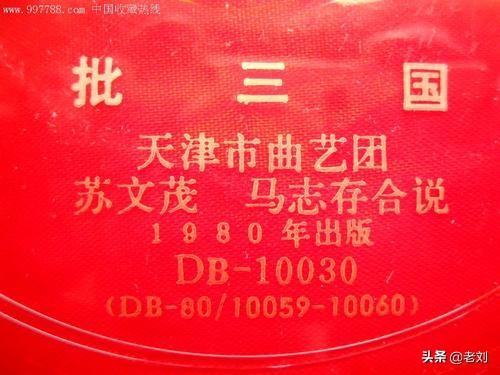 www.997788.com 中国收藏热线
批 三 国
天津市曲艺团
苏文茂 马志存合说
1980年出版
DB-10030
(DB-80/10059-10060)
头条 @老刘